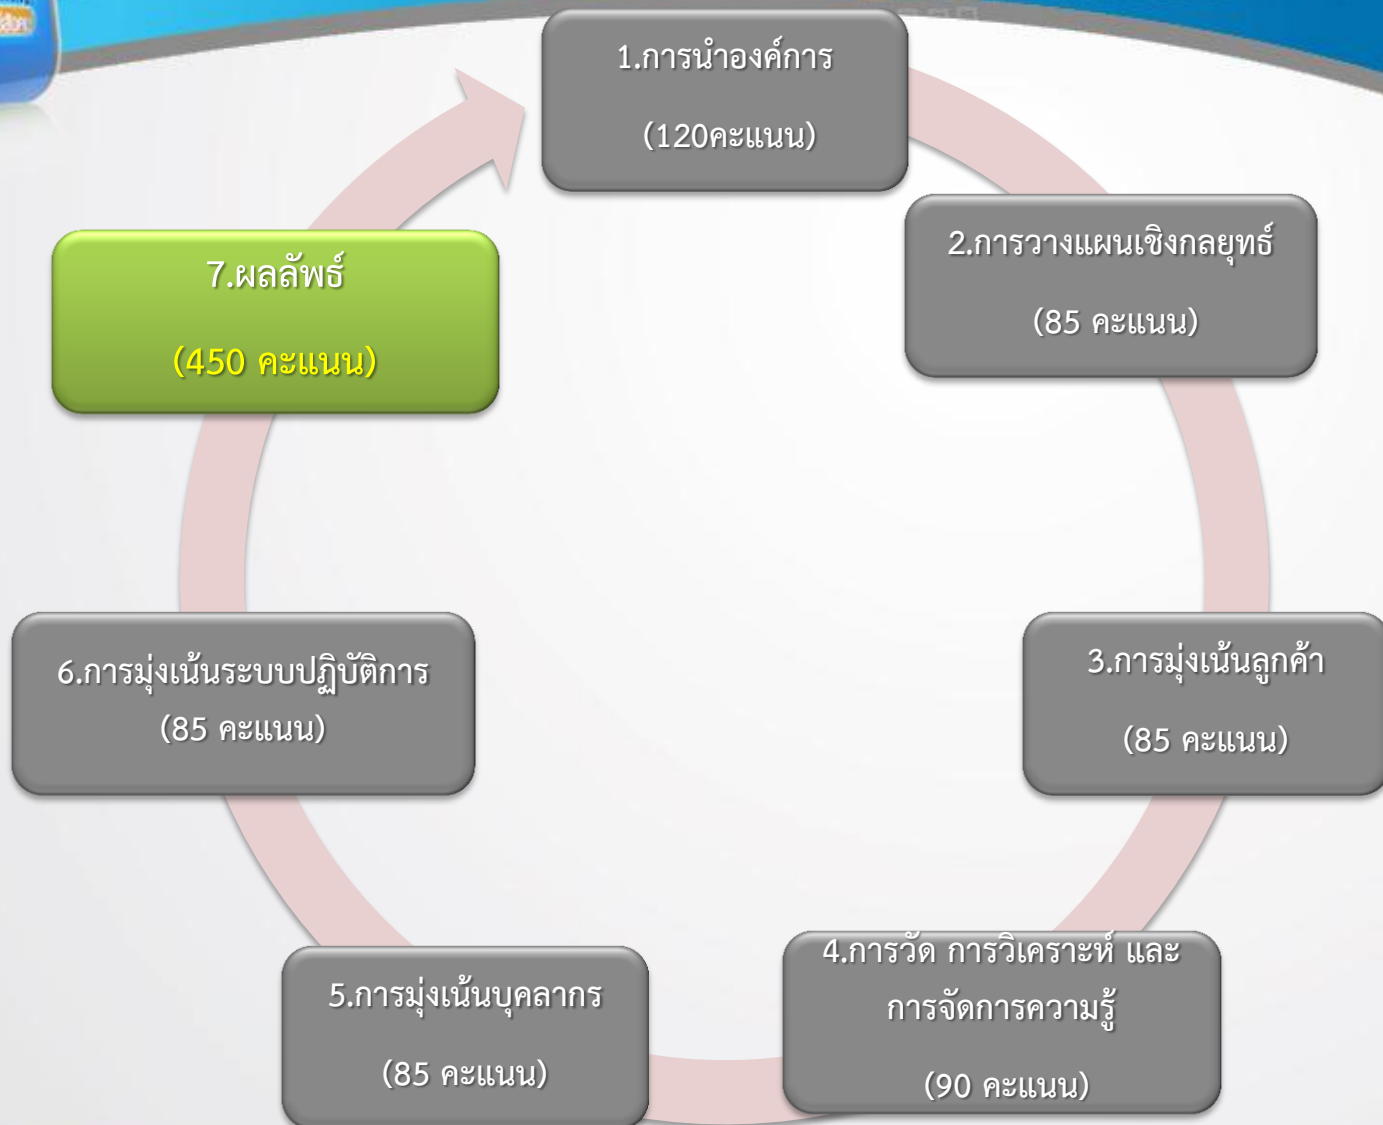 1.การนำองค์การ
(120คะแนน)
2.การวางแผนเชิงกลยุทธ์
(85 คะแนน)
3.การมุ่งเน้นลูกค้า
(85 คะแนน)
4.การวัด การวิเคราะห์ และ
การจัดการความรู้
(90 คะแนน)
5.การมุ่งเน้นบุคลากร
(85 คะแนน)
6.การมุ่งเน้นระบบปฏิบัติการ
(85 คะแนน)
7.ผลลัพธ์
(450 คะแนน)